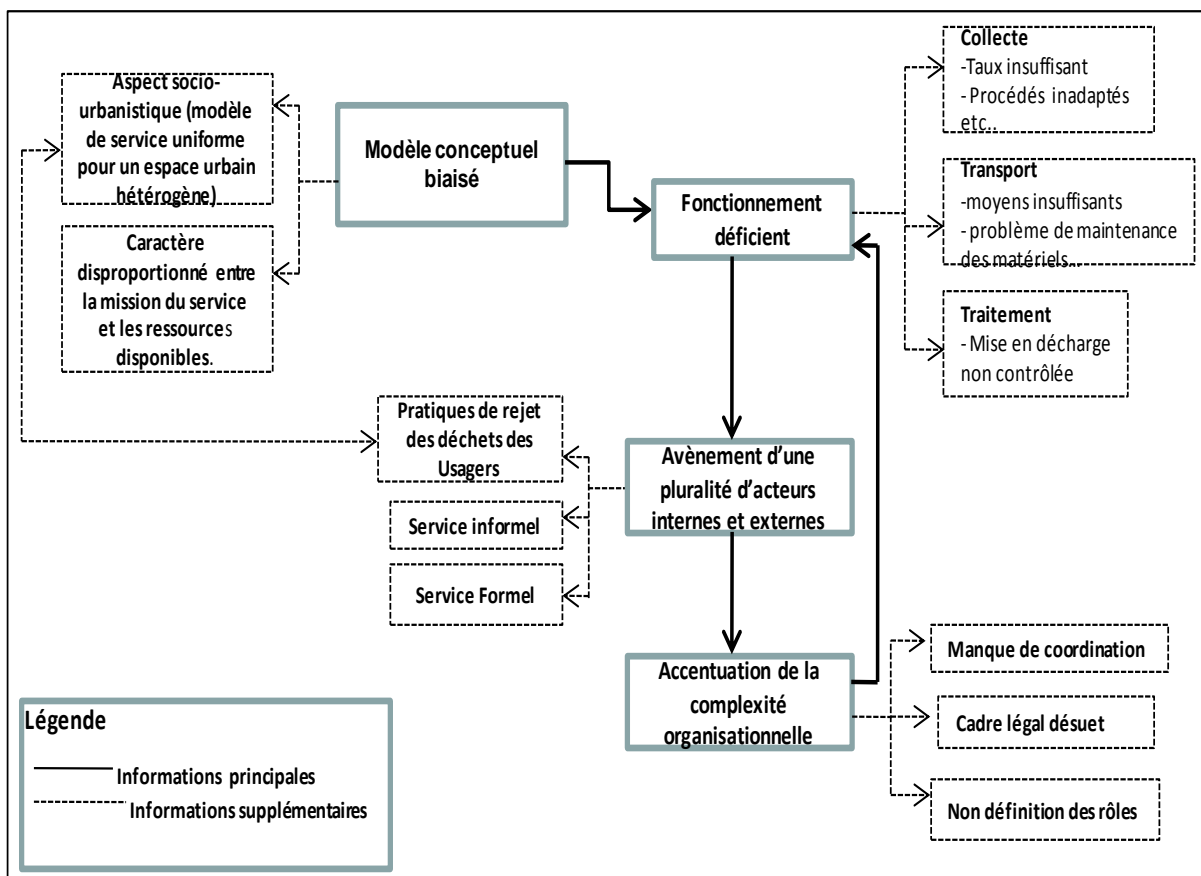 Aspect socio-
urbanistique (modèle
de service uniforme
pour un espace urbain
hétérogène)
Caractère
disproportionné entre
la mission du service
et les ressources
disponibles.
Modèle conceptuel
biaisé
Fonctionnement
déficient
Collecte
-Taux insuffisant
- Procédés inadaptés
etc..
Transport
-moyens insuffisants
- problème de maintenance
des matériels...
Traitement
- Mise en décharge
non contrôlée
Pratiques de rejet
des déchets des
Usagers
Service informel
Service Formel
Avènement d'une
pluralité d'acteurs
internes et externes
Accentuation de la
complexité
organisationnelle
Manque de coordination
Cadre légal désuet
Non définition des rôles
Légende
Informations principales
Informations supplémentaires